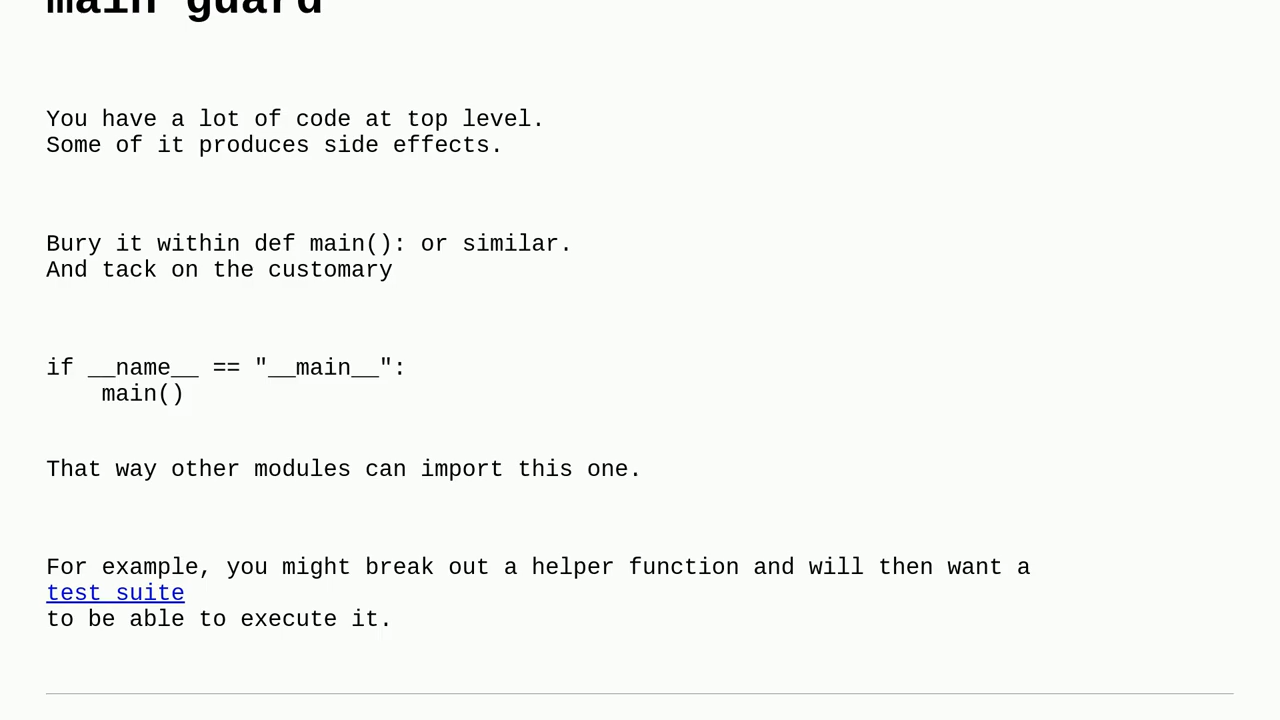 main guard
You have a lot of code at top level.
Some of it produces side effects.
Bury it within def main(): or similar.
And tack on the customary
if __name__ == "__main__":
    main()
That way other modules can import this one.
For example, you might break out a helper function and will then want a
test suite
to be able to execute it.